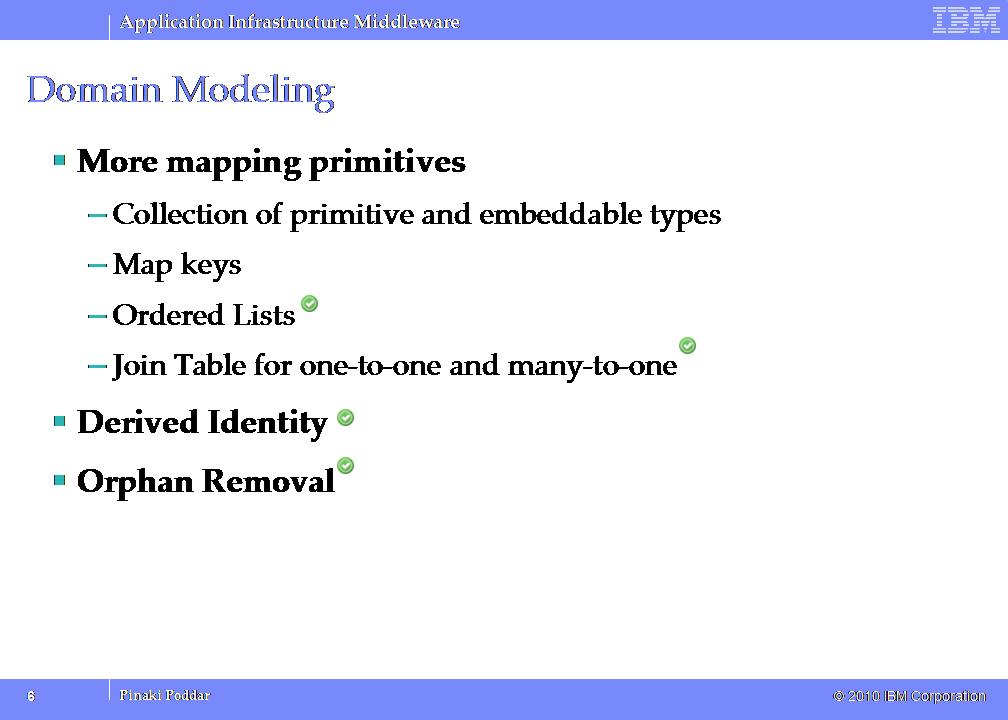 Application Infrastructure Middleware
IBM
Domain Modeling
More mapping primitives
– Collection of primitive and embeddable types
– Map keys
– Ordered Lists
– Join Table for one-to-one and many-to-one
Derived Identity
Orphan Removal
6
Pinaki Poddar
© 2010 IBM Corporation